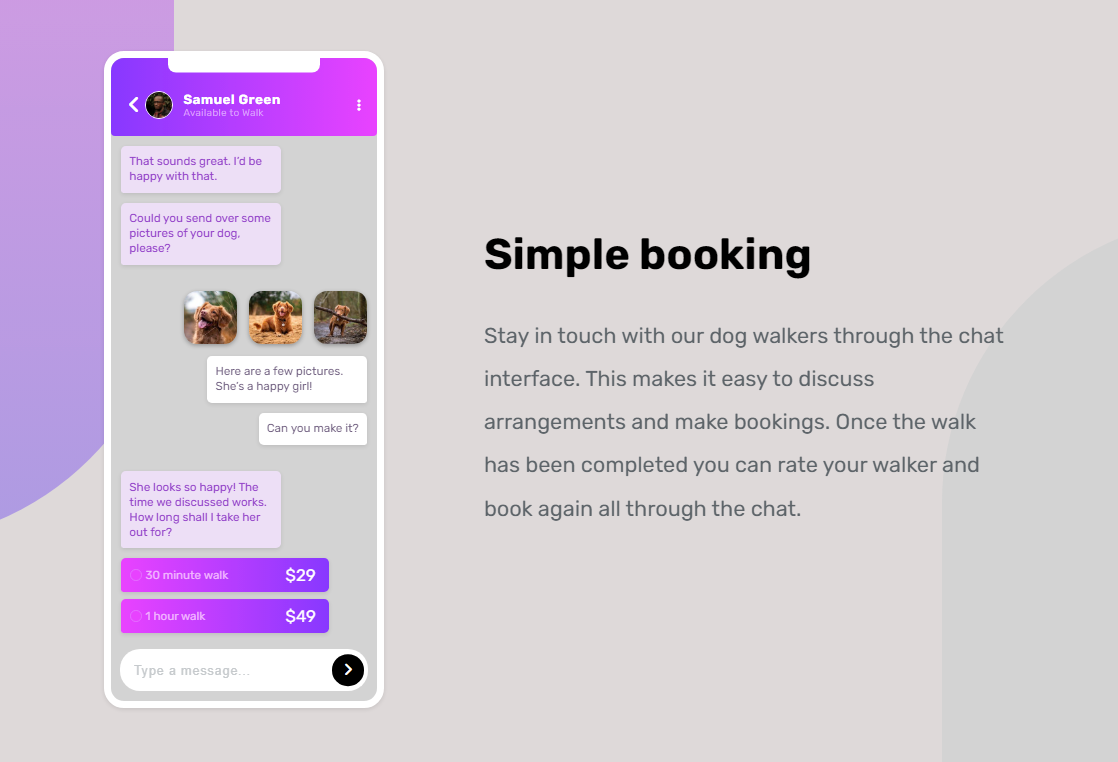 Samuel Green
Available to Walk
That sounds great. I'd be
happy with that.
Could you send over some
pictures of your dog,
please?
Here are a few pictures.
She's a happy girl!
Can you make it?
She looks so happy! The
time we discussed works.
How long shall I take her
out for?
30 minute walk $29
1 hour walk $49
Type a message...
Simple booking
Stay in touch with our dog walkers through the chat
interface. This makes it easy to discuss
arrangements and make bookings. Once the walk
has been completed you can rate your walker and
book again all through the chat.